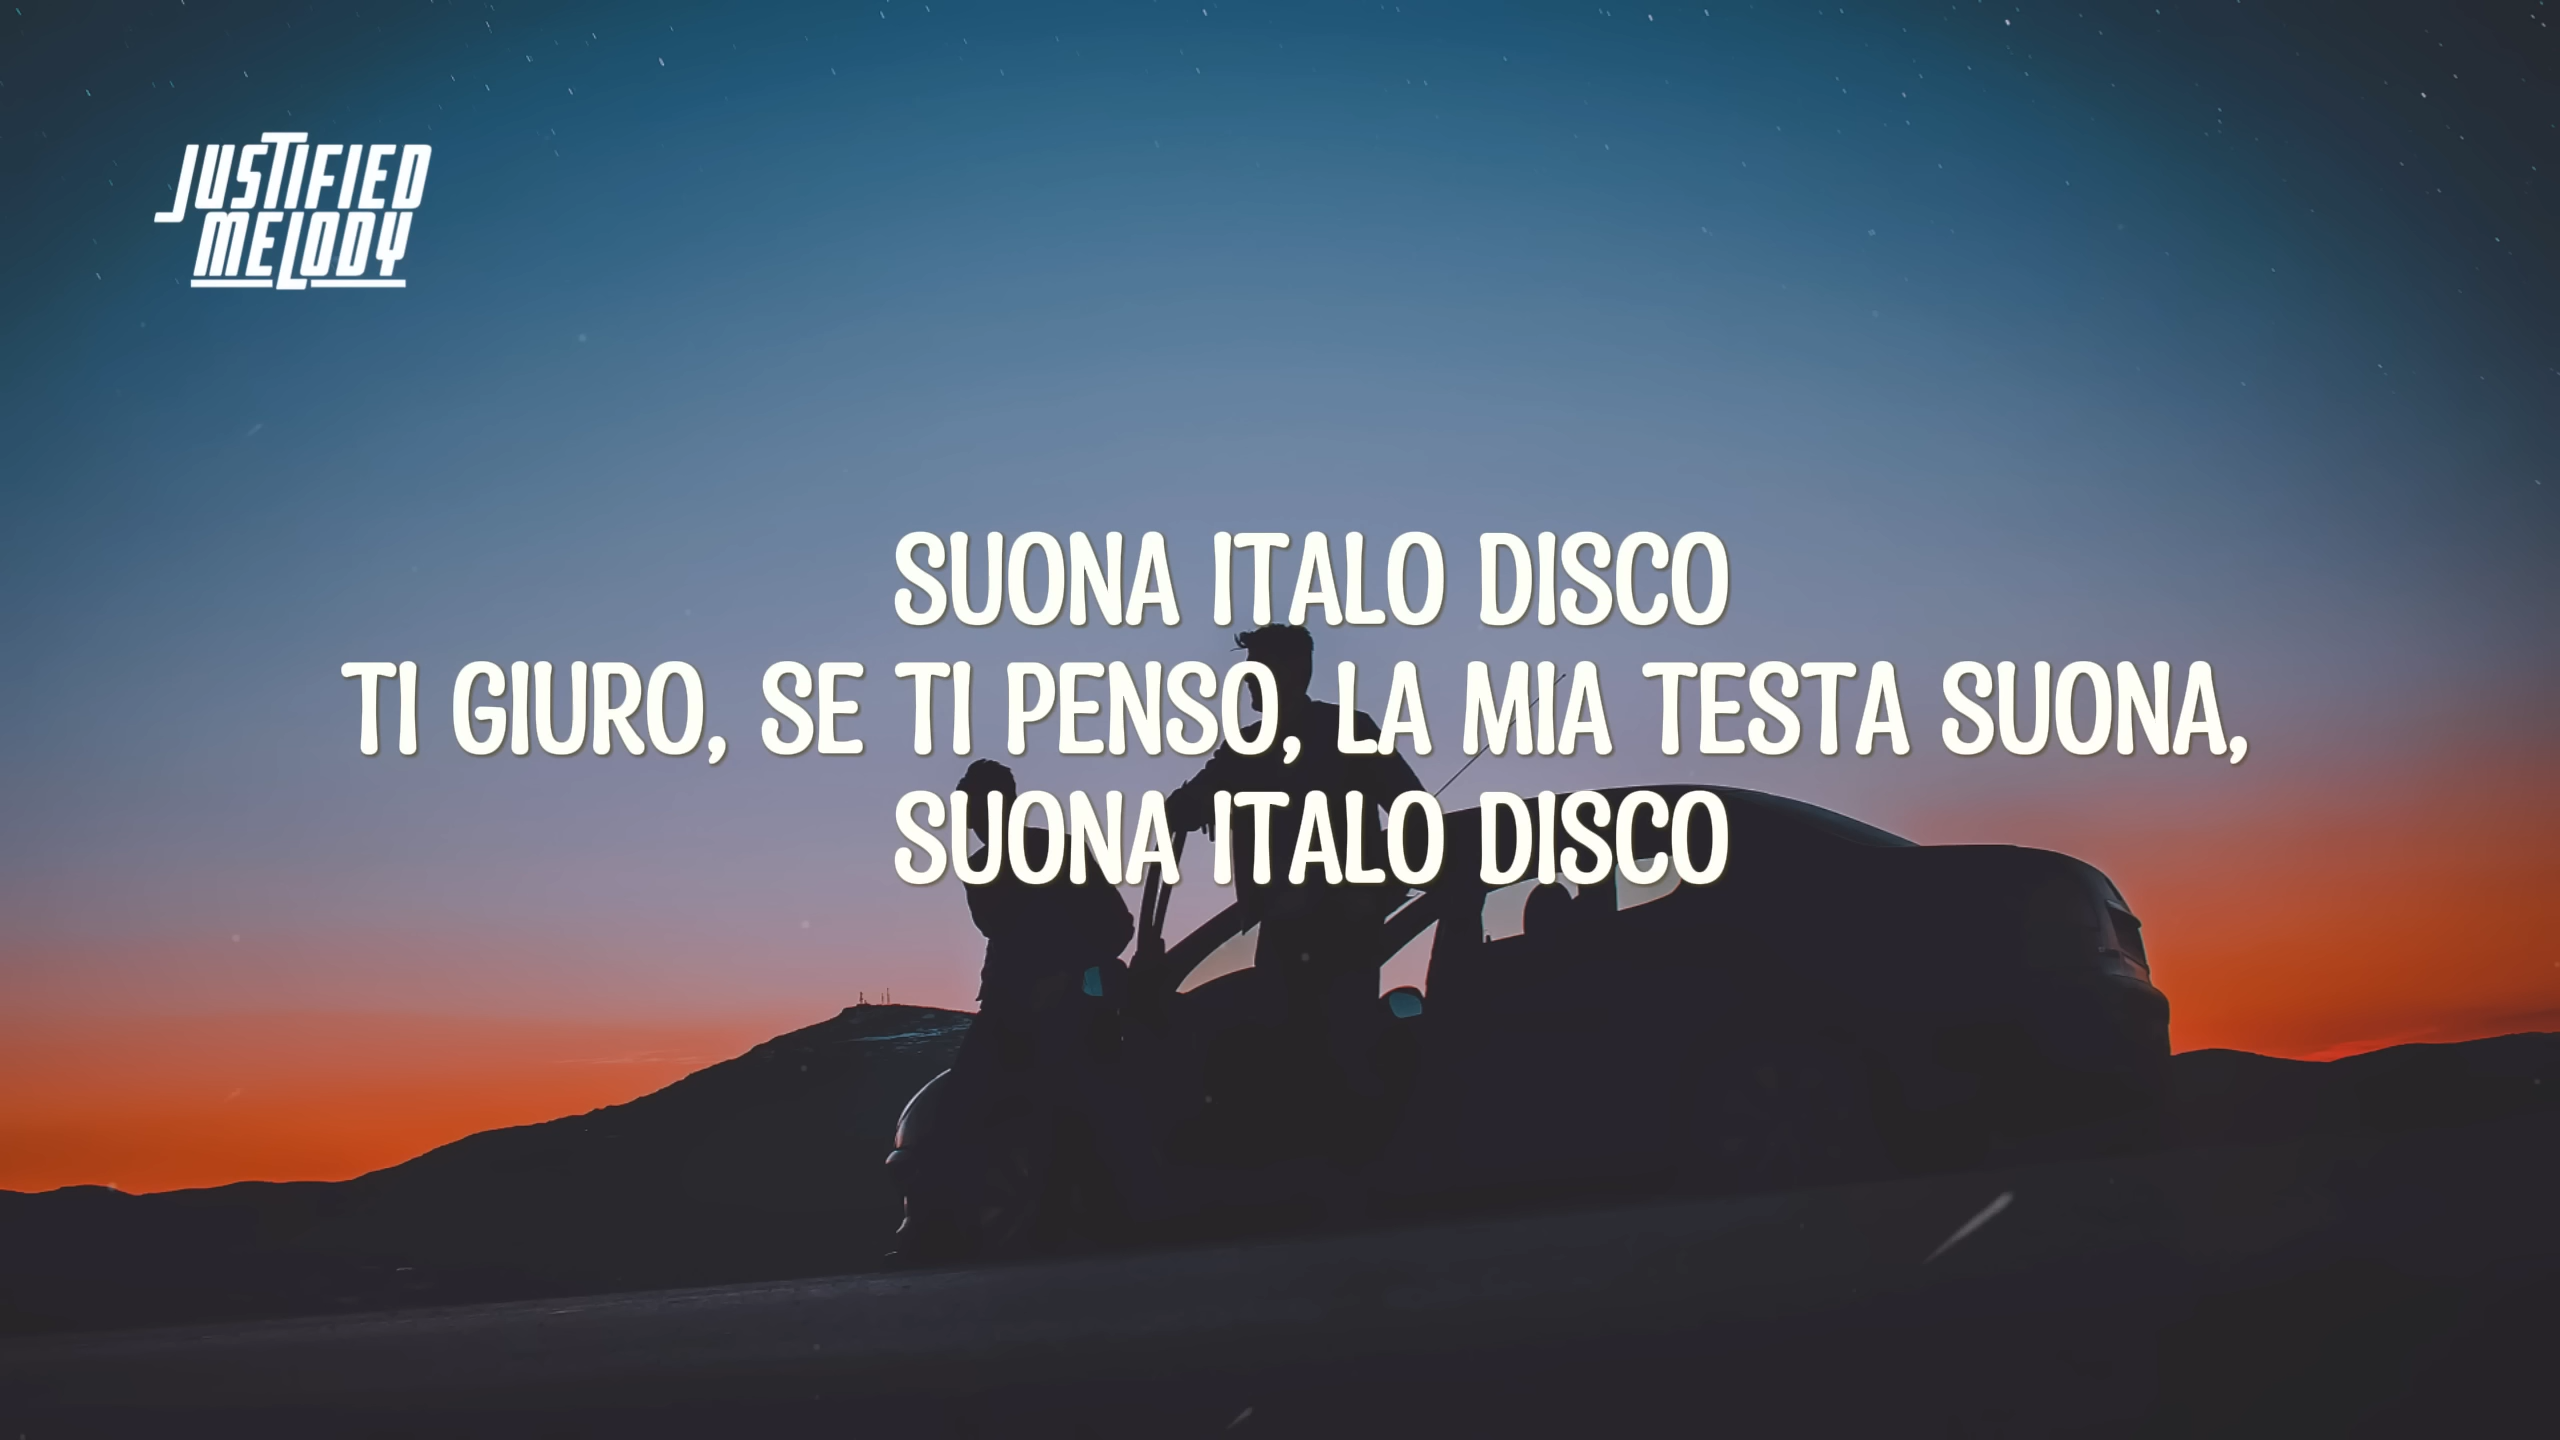 JUSTIFIED
MELODY
SUONA ITALO DISCO
TI GIURO, SE TI PENSO, LA MIA TESTA SUONA,
SUONA ITALO DISCO